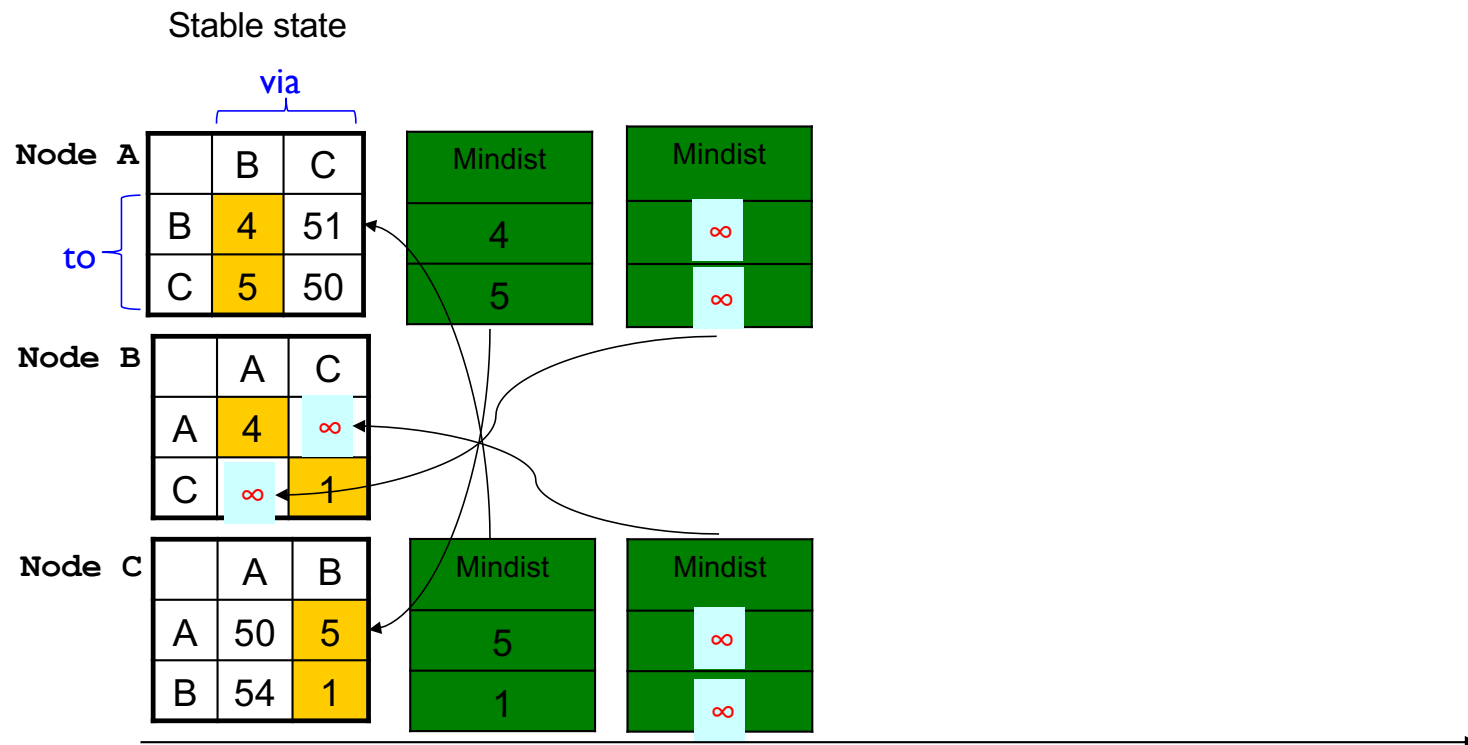 Stable state
via
Node A
B C
Mindist
Mindist
to
B 4 51
4
∞
C 5 50
5
∞
Node B
A C
A 4 ∞
C ∞ 1
Node C
A B
Mindist
Mindist
A 50 5
5
∞
B 54 1
1
∞